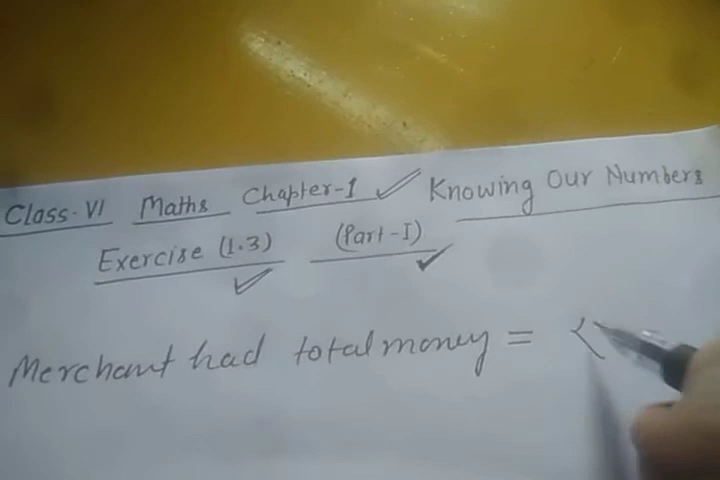 Class-VI Maths Chapter-1 ✓ Knowing Our Numbers
Exercise (1.3) (Part-I)
Merchant had total money =